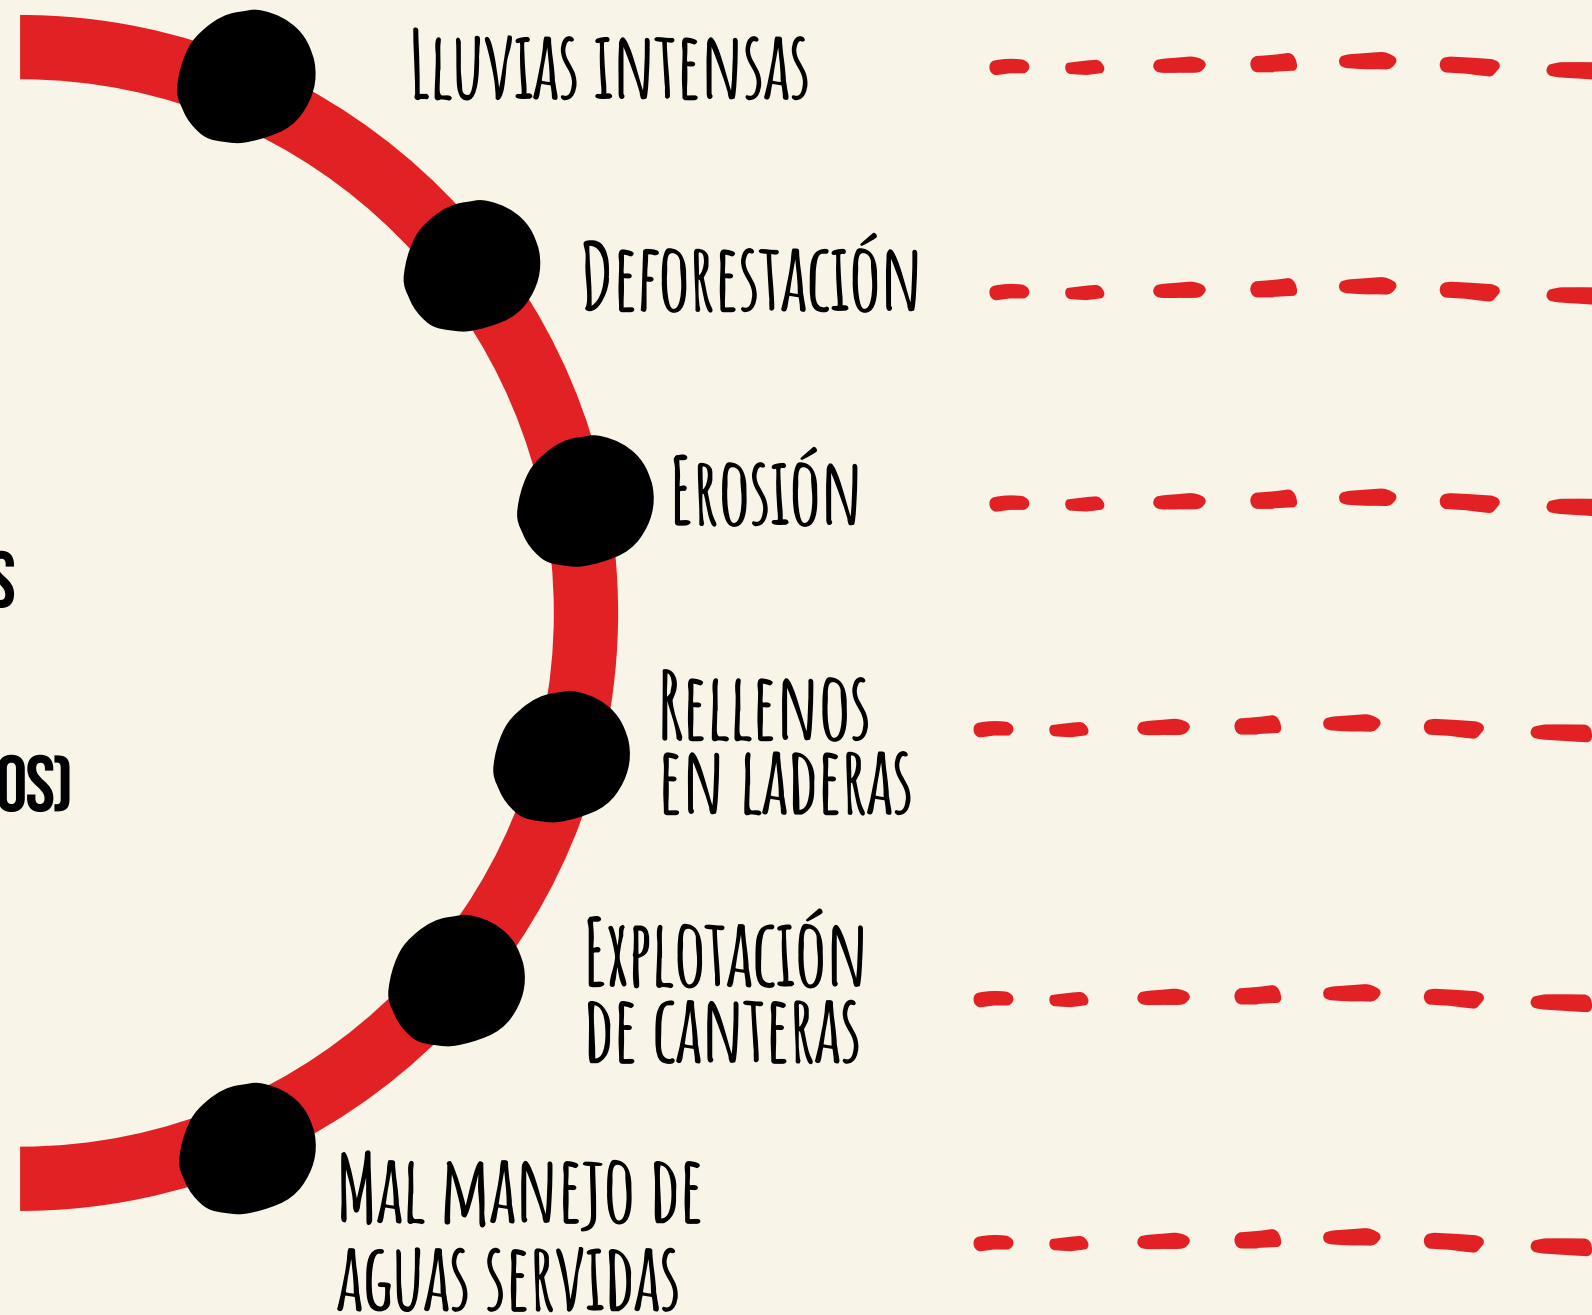 Lluvias intensas
Deforestación
Erosión
Rellenos
en laderas
Explotación
de canteras
Mal manejo de
aguas servidas